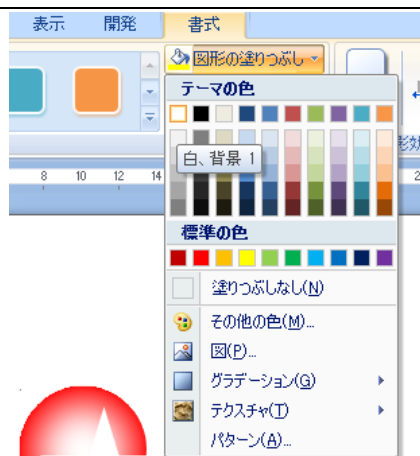 表示 開発 書式
図形の塗りつぶし
テーマの色
白、背景 1
8 10 12 14
標準の色
塗りつぶしなし(N)
その他の色(M)...
図(P)...
グラデーション(G)
テクスチャ(T)
パターン(A)...